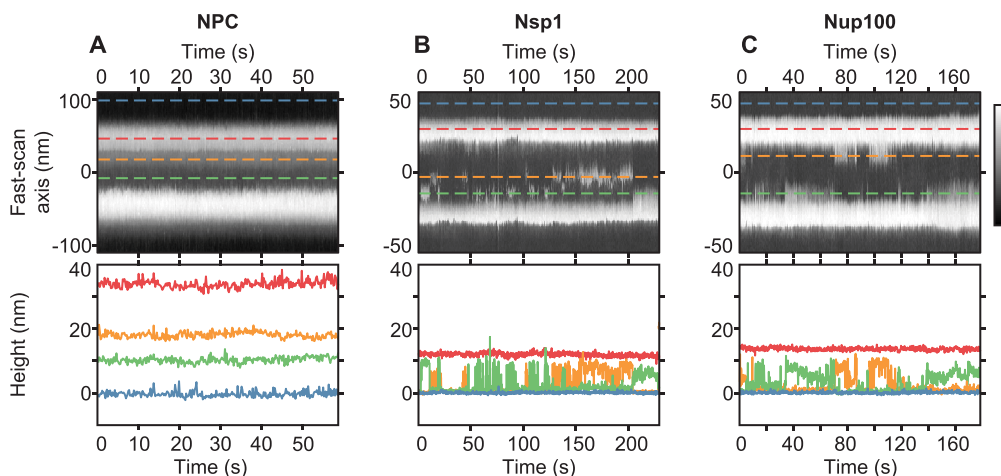 NPC Nsp1 Nup100
A Time (s) B Time (s) C Time (s)
0 10 20 30 40 50 0 50 100 150 200 0 40 80 120 160
Fast-scan axis (nm)
100 50 50
0 0 0
-100 -50 -50
Height (nm)
40 40 40
20 20 20
0 0 0
0 10 20 30 40 50 0 50 100 150 200 0 40 80 120 160
Time (s) Time (s) Time (s)